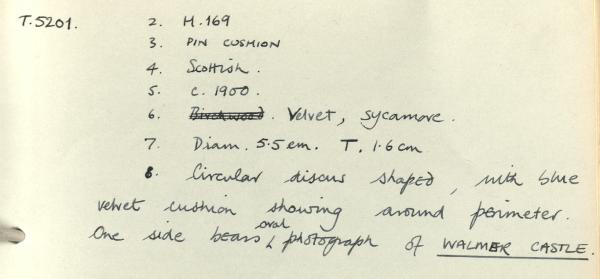 T.5201. 2. H.169
3. PIN CUSHION
4. Scottish.
5. c. 1900.
6. Birchwood. Velvet, sycamore.
7. Diam. 5.5 cm. T. 1.6 cm
8. Circular discus shaped, with blue
velvet cushion showing around perimeter.
One side bears oval photograph of WALMER CASTLE.